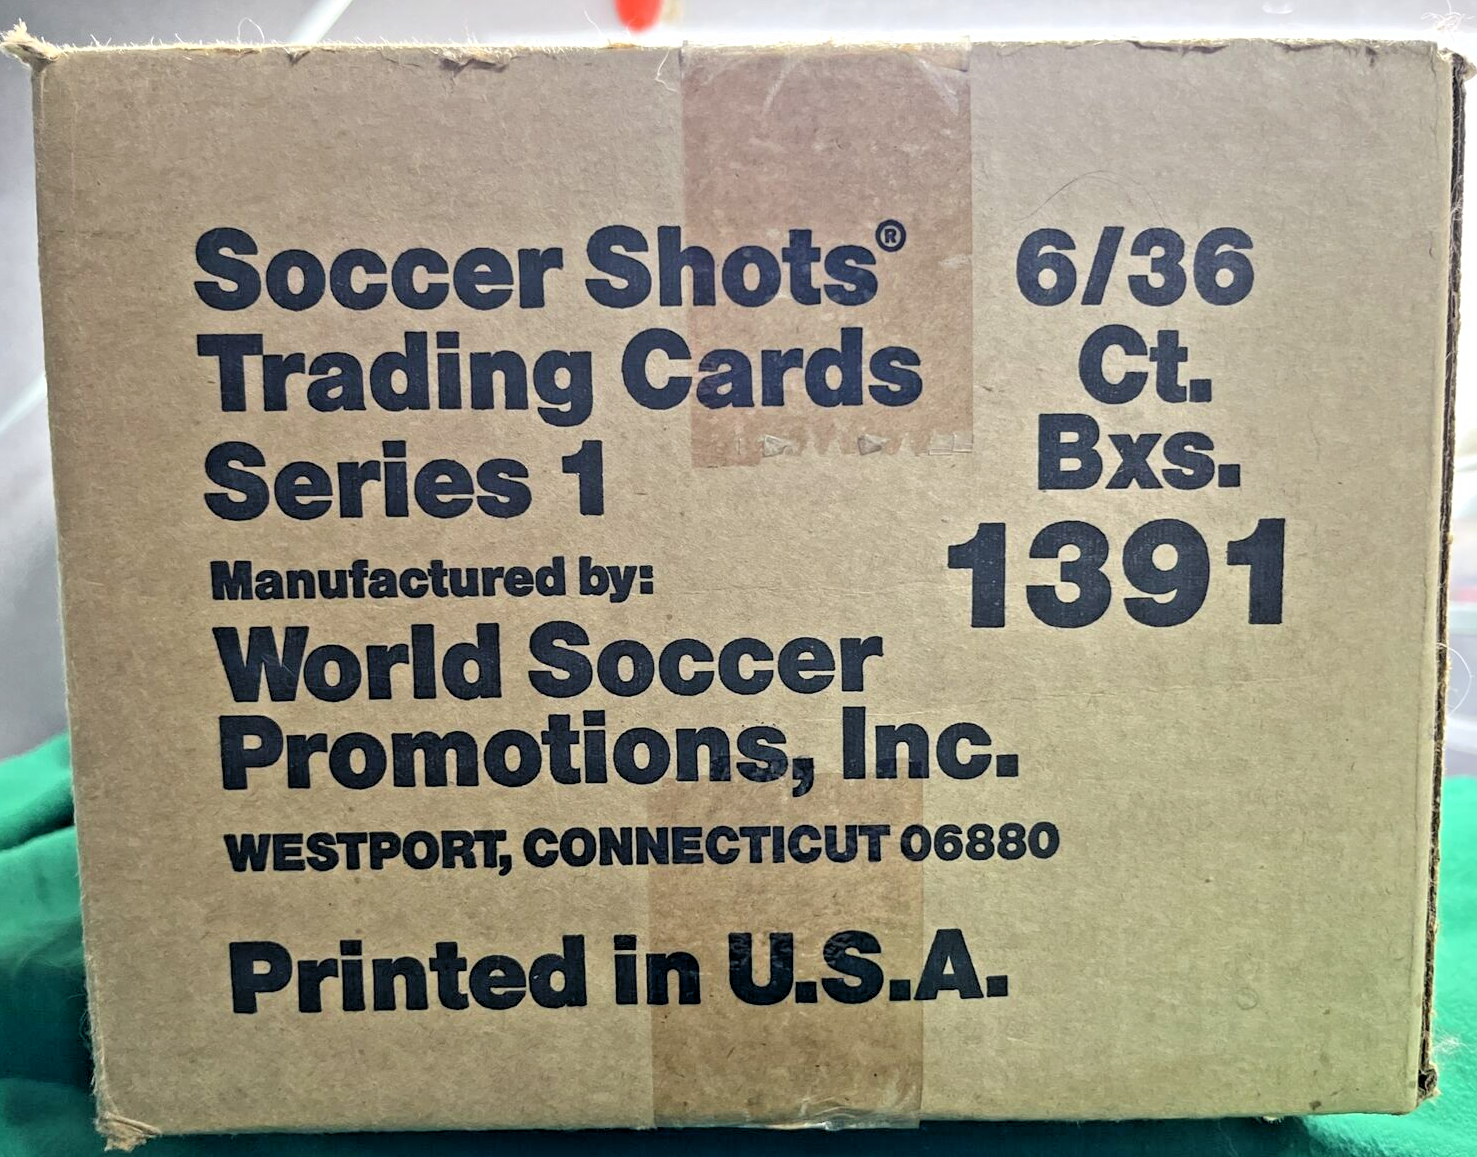 Soccer Shots®
Trading Cards
Series 1
Manufactured by:
World Soccer
Promotions, Inc.
WESTPORT, CONNECTICUT 06880
Printed in U.S.A.
6/36
Ct.
Bxs.
1391